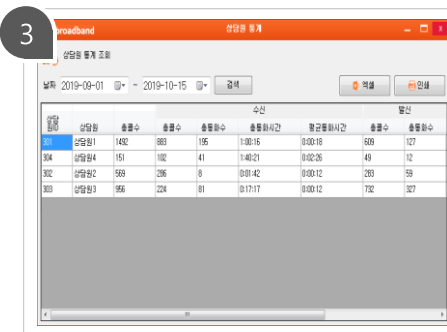 3
broadband
상담원 통계
상담원 통계 조회
날짜 2019-09-01 - 2019-10-15 검색 엑셀 인쇄
수신 발신
상담원ID 상담원 총콜수 총콜수 총통화수 총통화시간 평균통화시간 총콜수 총통화수
301 상담원1 1492 883 195 1:00:16 0:00:18 609 127
304 상담원4 151 102 41 1:40:21 0:02:26 49 12
302 상담원2 569 286 8 0:01:42 0:00:12 283 59
303 상담원3 956 224 81 0:17:17 0:00:12 732 327